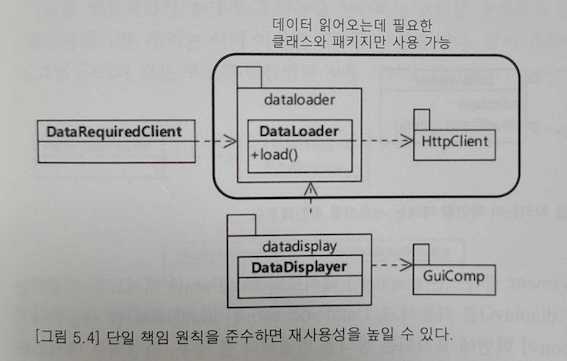 데이터 읽어오는데 필요한
클래스와 패키지만 사용 가능
dataloader
DataRequiredClient
DataLoader
+load()
HttpClient
datadisplay
DataDisplayer
GuiComp
[그림 5.4] 단일 책임 원칙을 준수하면 재사용성을 높일 수 있다.